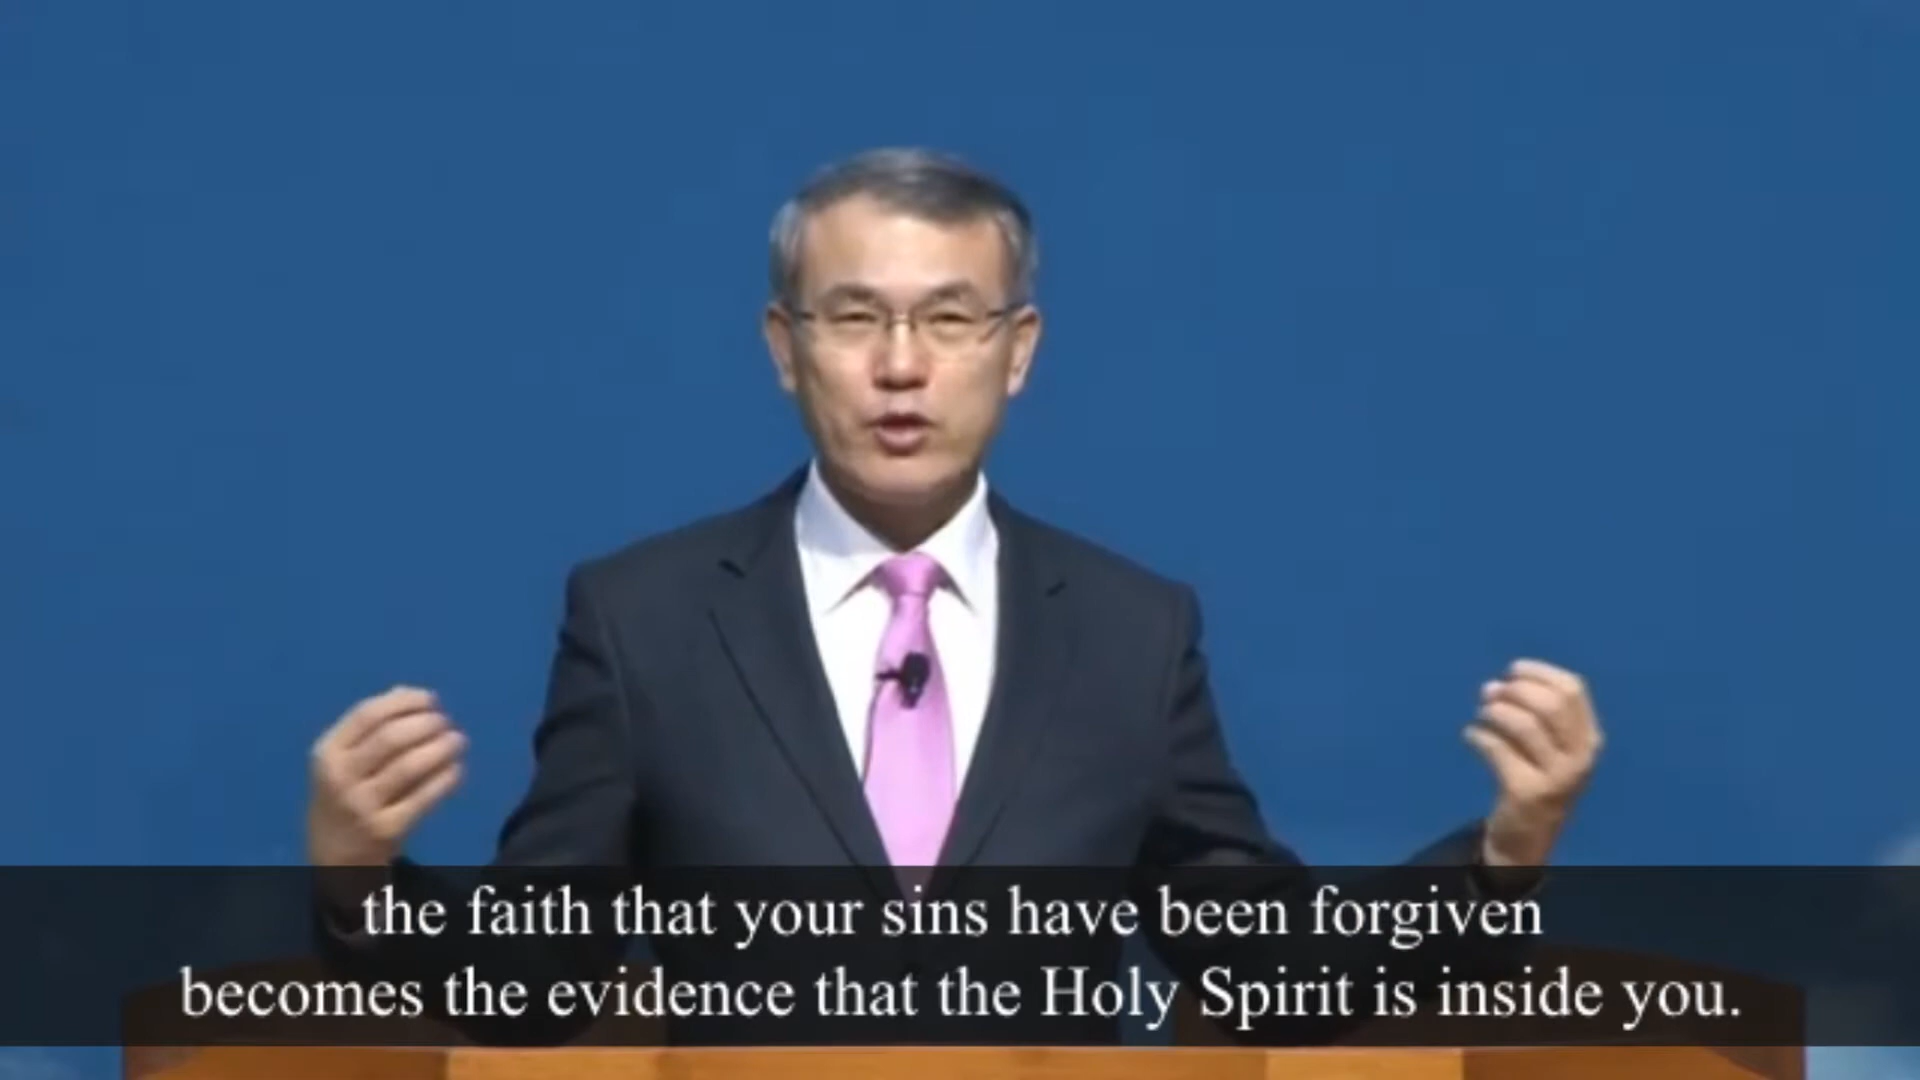 the faith that your sins have been forgiven
becomes the evidence that the Holy Spirit is inside you.